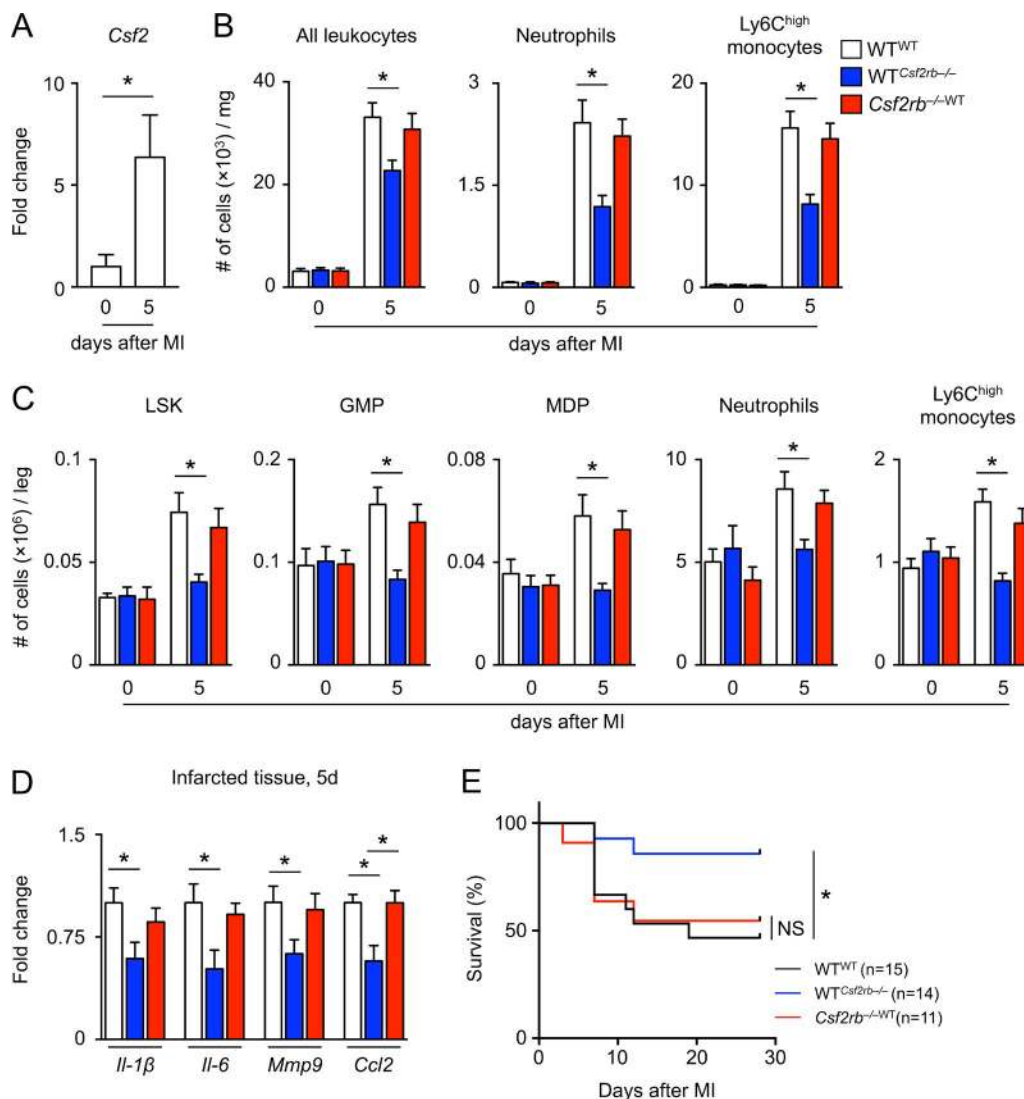 A
Csf2
*
Fold change
10
5
0
0 5
days after MI
B
All leukocytes
*
# of cells (×10³) / mg
40
20
0
0 5
Neutrophils
*
3
1.5
0
0 5
Ly6Chigh
monocytes
*
20
10
0
0 5
days after MI
WTWT
WTCsf2rb–/–
Csf2rb–/–WT
C
LSK
*
# of cells (×10⁶) / leg
0.1
0.05
0
0 5
GMP
*
0.2
0.1
0
0 5
MDP
*
0.08
0.04
0
0 5
Neutrophils
*
10
5
0
0 5
Ly6Chigh
monocytes
*
2
1
0
0 5
days after MI
D
Infarcted tissue, 5d
Fold change
1.5
0.75
0
* * * * *
Il-1β Il-6 Mmp9 Ccl2
E
Survival (%)
100
50
0
0 10 20 30
Days after MI
NS
*
WTWT (n=15)
WTCsf2rb–/– (n=14)
Csf2rb–/–WT (n=11)